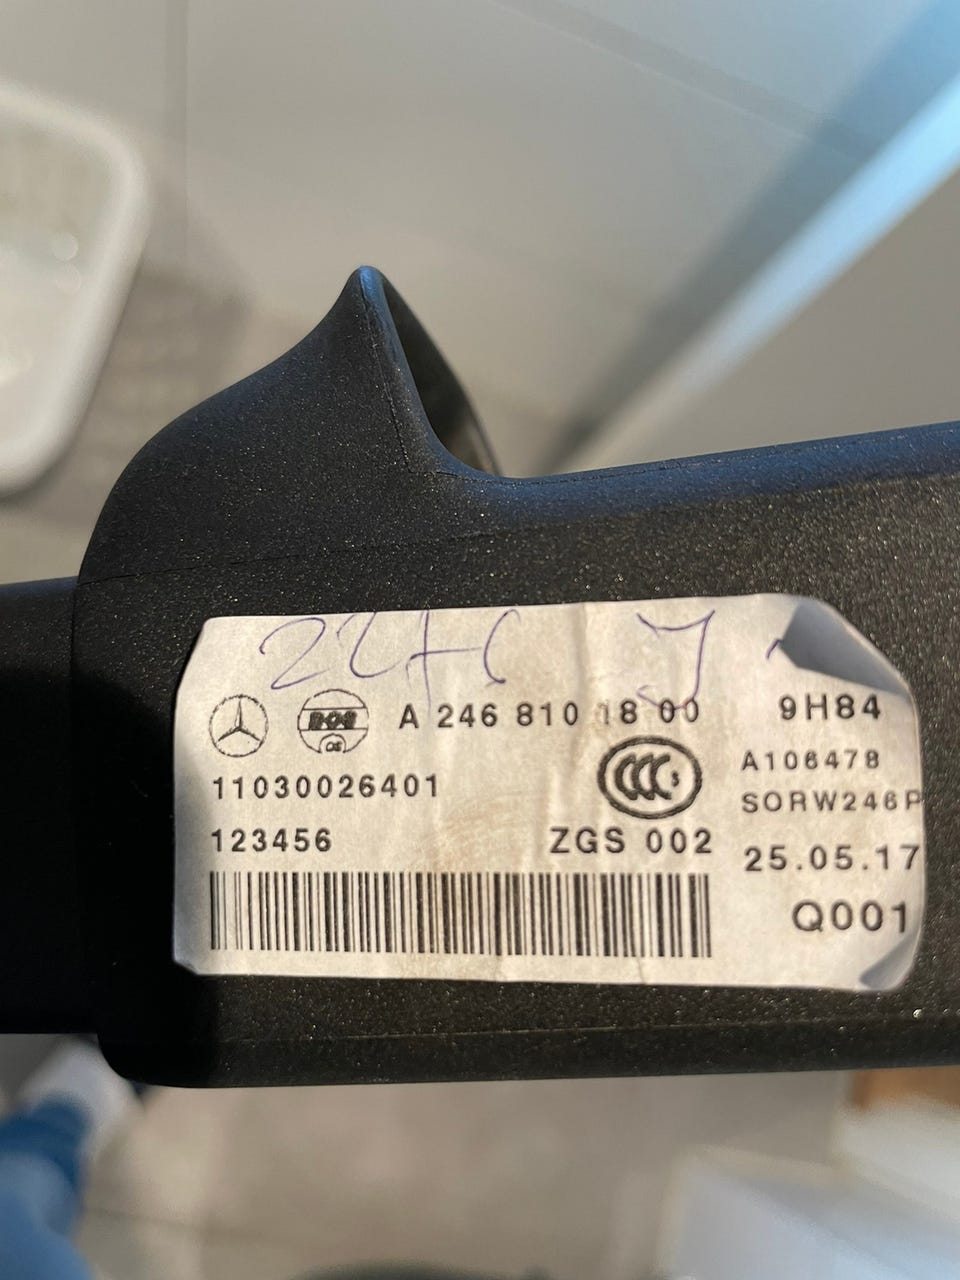 A 246 810 18 00 9H84
11030026401 A106478
SORW246P
123456 ZGS 002
25.05.17
Q001